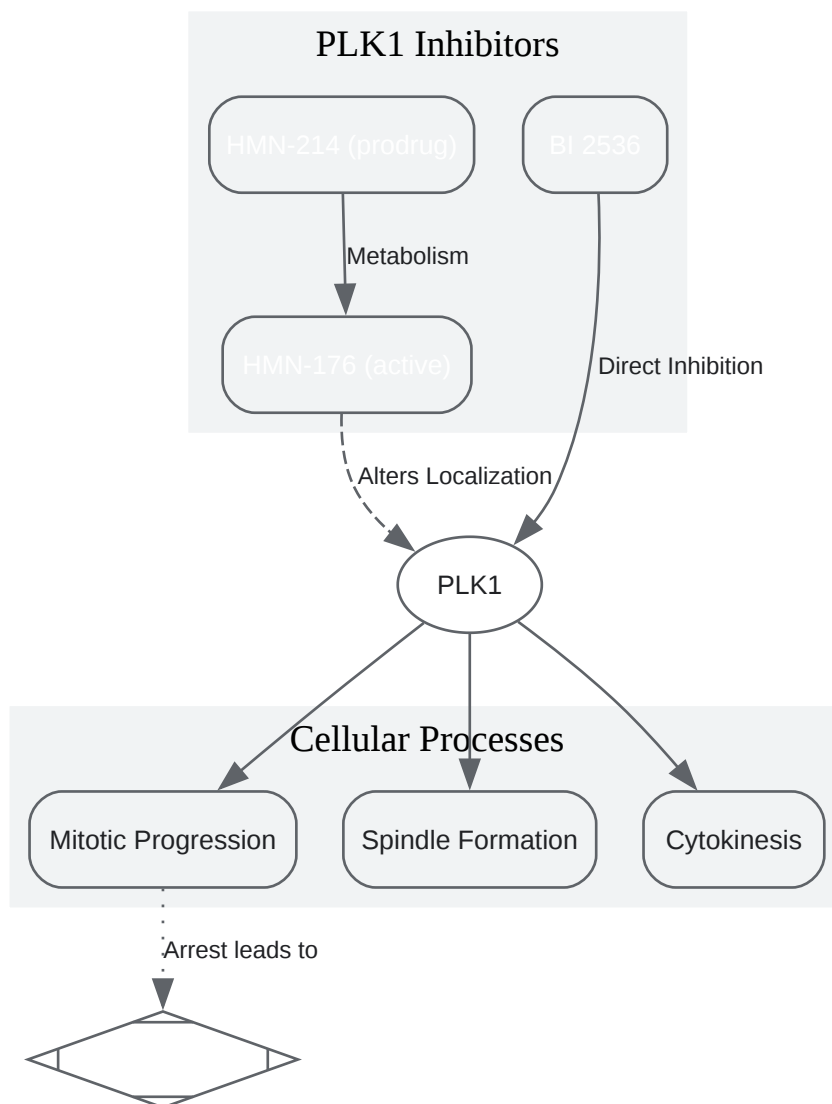 PLK1 Inhibitors
HMN-214 (prodrug)
BI 2536
Metabolism
HMN-176 (active)
Direct Inhibition
Alters Localization
PLK1
Cellular Processes
Mitotic Progression
Spindle Formation
Cytokinesis
Arrest leads to